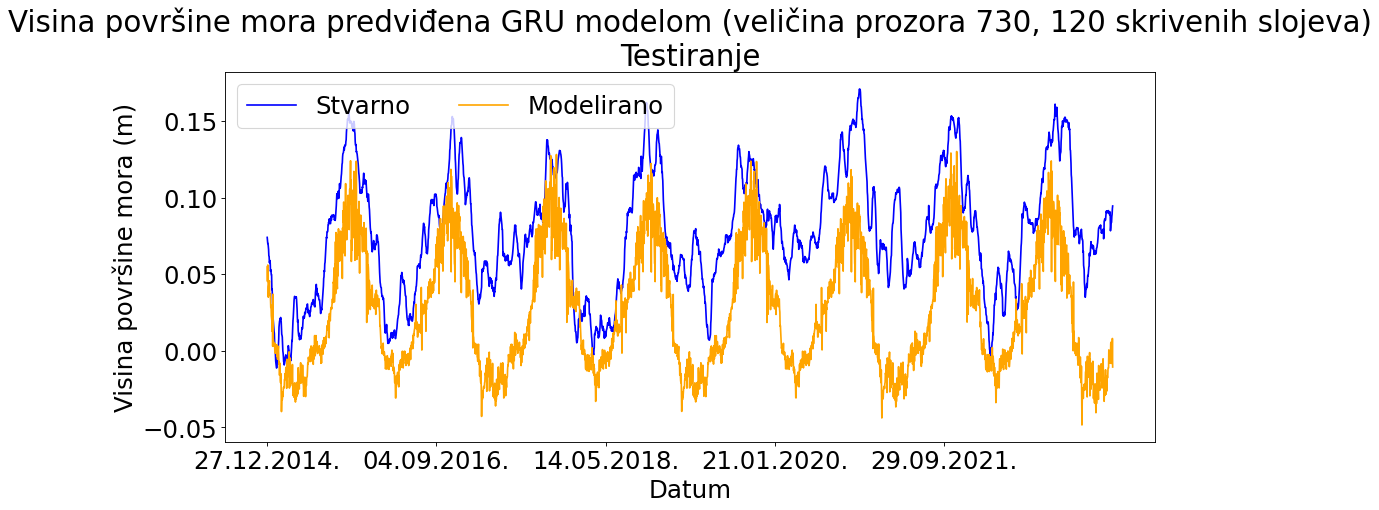 Visina površine mora predviđena GRU modelom (veličina prozora 730, 120 skrivenih slojeva)
Testiranje
Stvarno
Modelirano
Visina površine mora (m)
0.15
0.10
0.05
0.00
−0.05
27.12.2014.
04.09.2016.
14.05.2018.
21.01.2020.
29.09.2021.
Datum